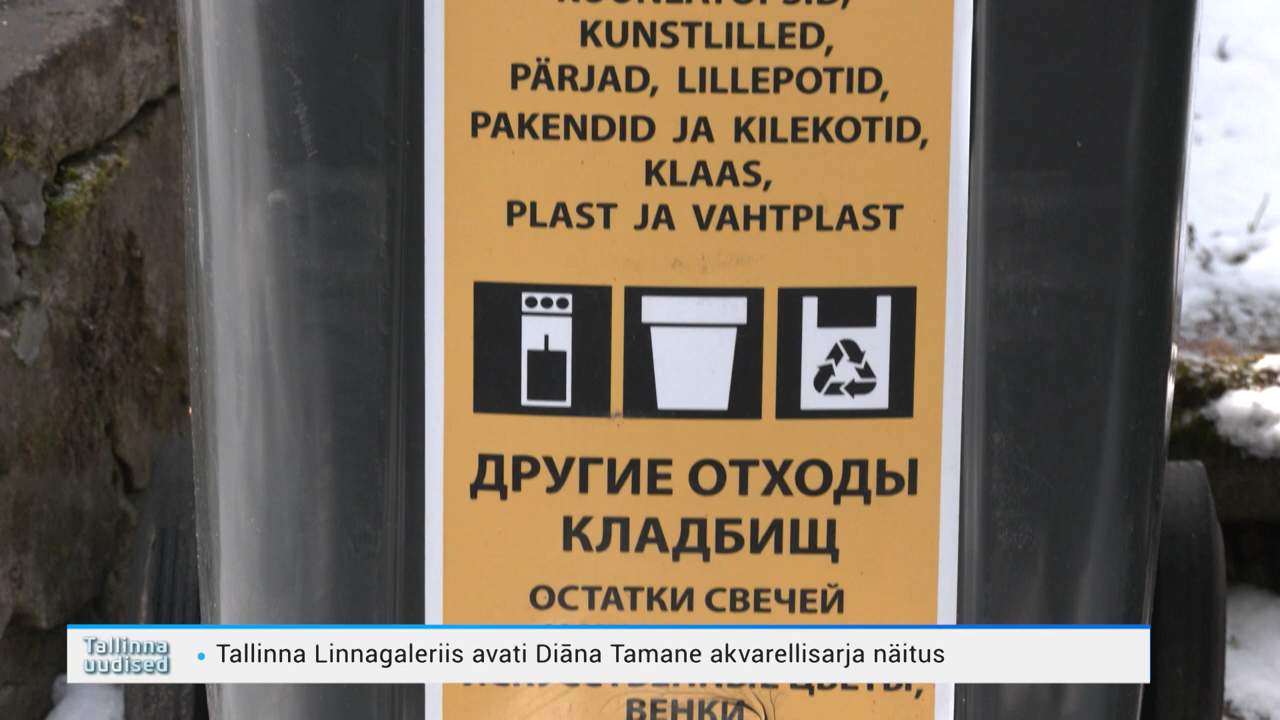 KUNSTLILLED,
PÄRJAD, LILLEPOTID,
PAKENDID JA KILEKOTID,
KLAAS,
PLAST JA VAHTPLAST
ДРУГИЕ ОТХОДЫ
КЛАДБИЩ
ОСТАТКИ СВЕЧЕЙ
Tallinna
uudised
• Tallinna Linnagaleriis avati Diāna Tamane akvarellisarja näitus
ВЕНКИ